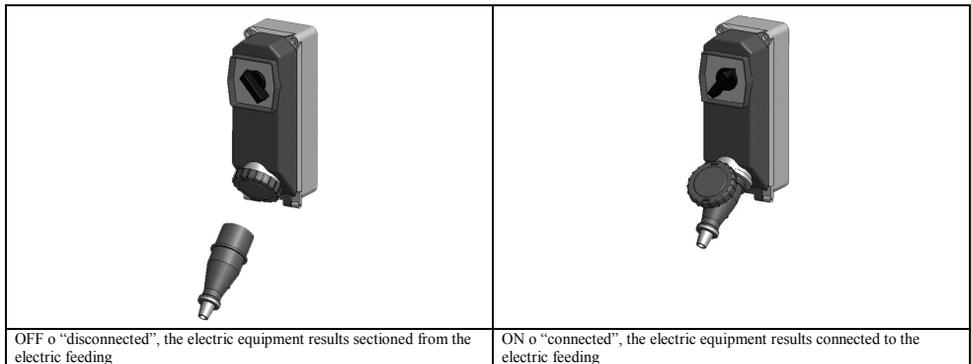 OFF o “disconnected”, the electric equipment results sectioned from the
electric feeding
ON o “connected”, the electric equipment results connected to the
electric feeding